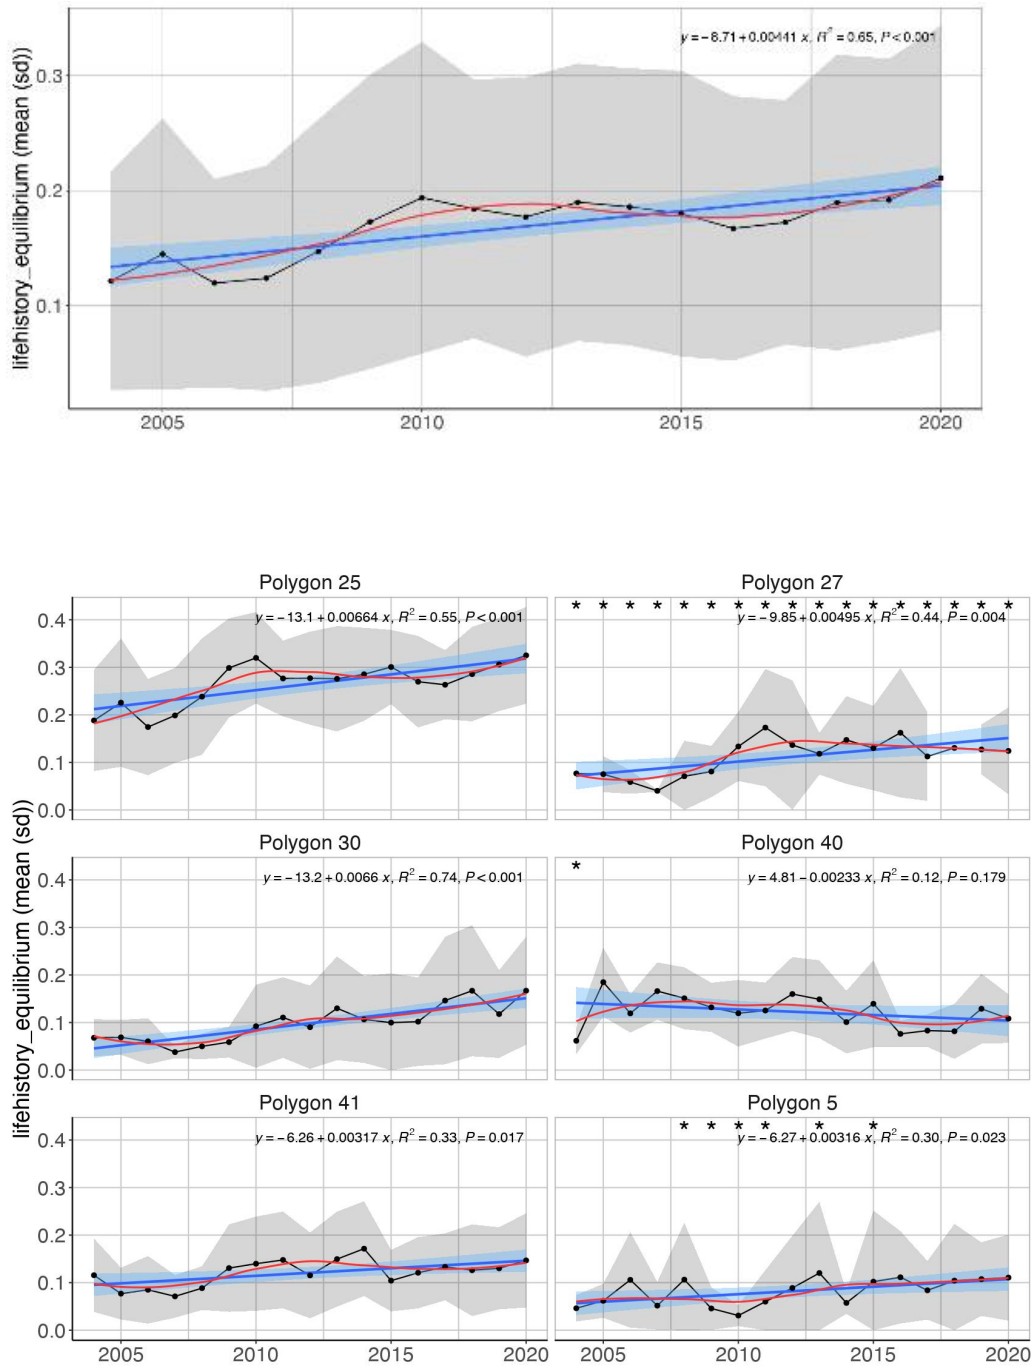 y = −8.71 + 0.00441 x, R² = 0.65, P < 0.001
lifehistory_equilibrium (mean (sd))
0.3
0.2
0.1
2005 2010 2015 2020
Polygon 25 Polygon 27
* * * * * * * * * * * * * * * * *
y = −13.1 + 0.00664 x, R² = 0.55, P < 0.001 y = −9.85 + 0.00495 x, R² = 0.44, P = 0.004
0.4
0.3
0.2
0.1
0.0
Polygon 30 Polygon 40
*
y = −13.2 + 0.0066 x, R² = 0.74, P < 0.001 y = 4.81 − 0.00233 x, R² = 0.12, P = 0.179
0.4
0.3
0.2
0.1
0.0
lifehistory_equilibrium (mean (sd))
Polygon 41 Polygon 5
* * * * * *
y = −6.26 + 0.00317 x, R² = 0.33, P = 0.017 y = −6.27 + 0.00316 x, R² = 0.30, P = 0.023
0.4
0.3
0.2
0.1
0.0
2005 2010 2015 2020 2005 2010 2015 2020